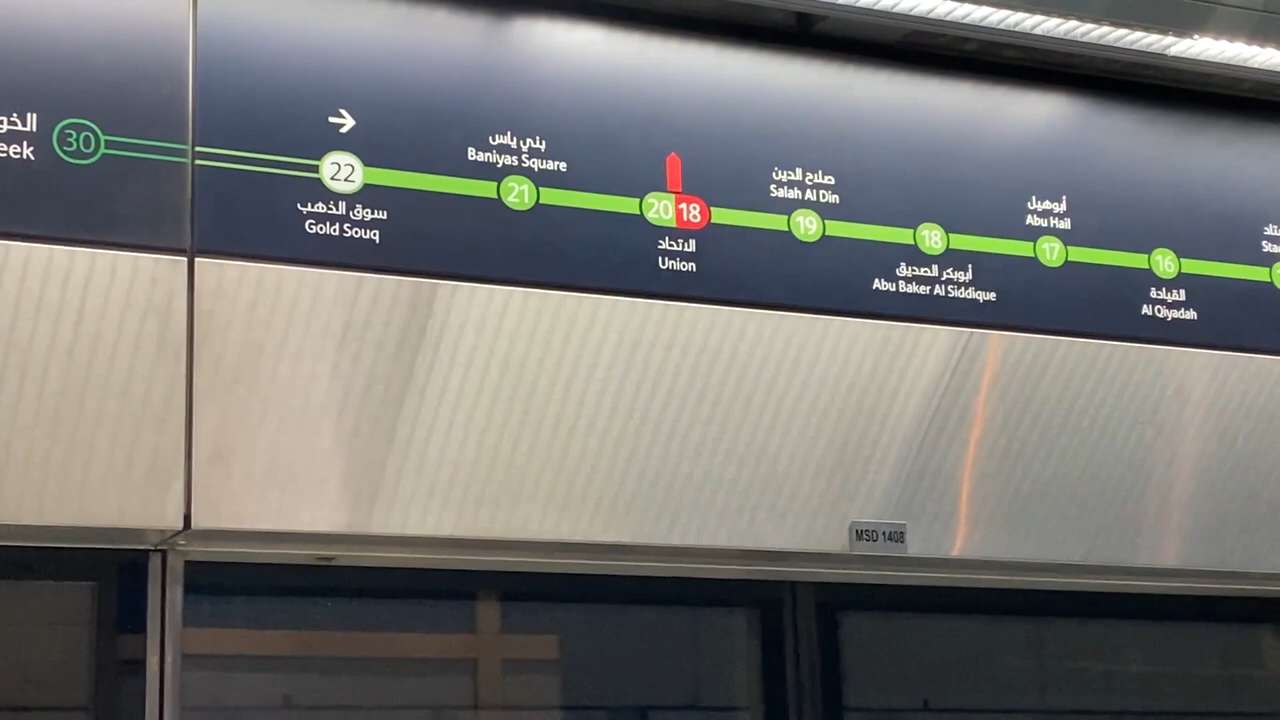 30
22
سوق الذهب
Gold Souq
بني ياس
Baniyas Square
21
20 18
الاتحاد
Union
صلاح الدين
Salah Al Din
19
18
أبوبكر الصديق
Abu Baker Al Siddique
أبوهيل
Abu Hail
17
16
القيادة
Al Qiyadah
MSD 1408